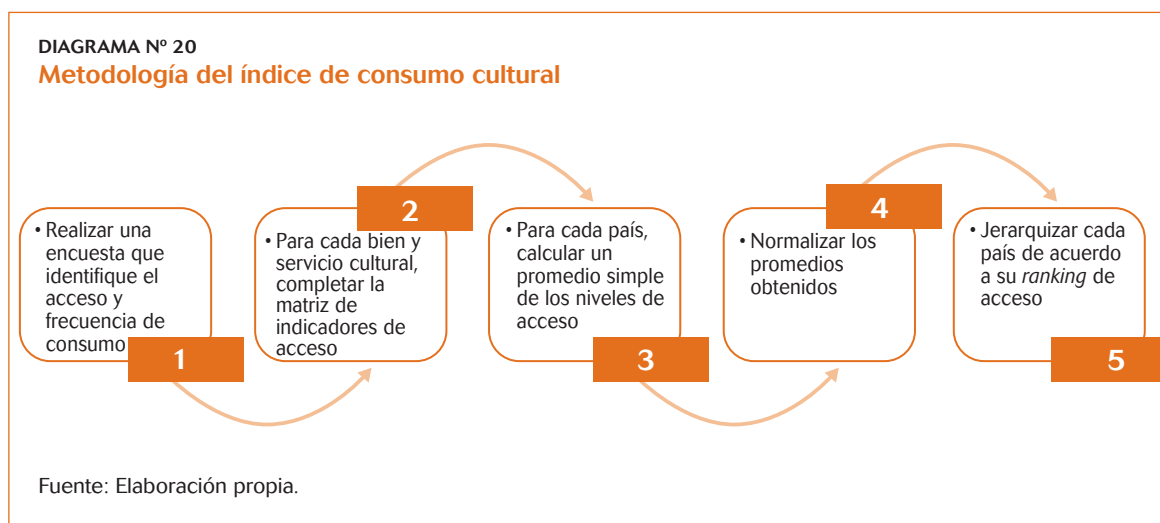 DIAGRAMA Nº 20
Metodología del índice de consumo cultural
• Realizar una
encuesta que
identifique el
acceso y
frecuencia de
consumo
1
2
• Para cada bien y
servicio cultural,
completar la
matriz de
indicadores de
acceso
• Para cada país,
calcular un
promedio simple
de los niveles de
acceso
3
4
• Normalizar los
promedios
obtenidos
• Jerarquizar cada
país de acuerdo
a su ranking de
acceso
5
Fuente: Elaboración propia.